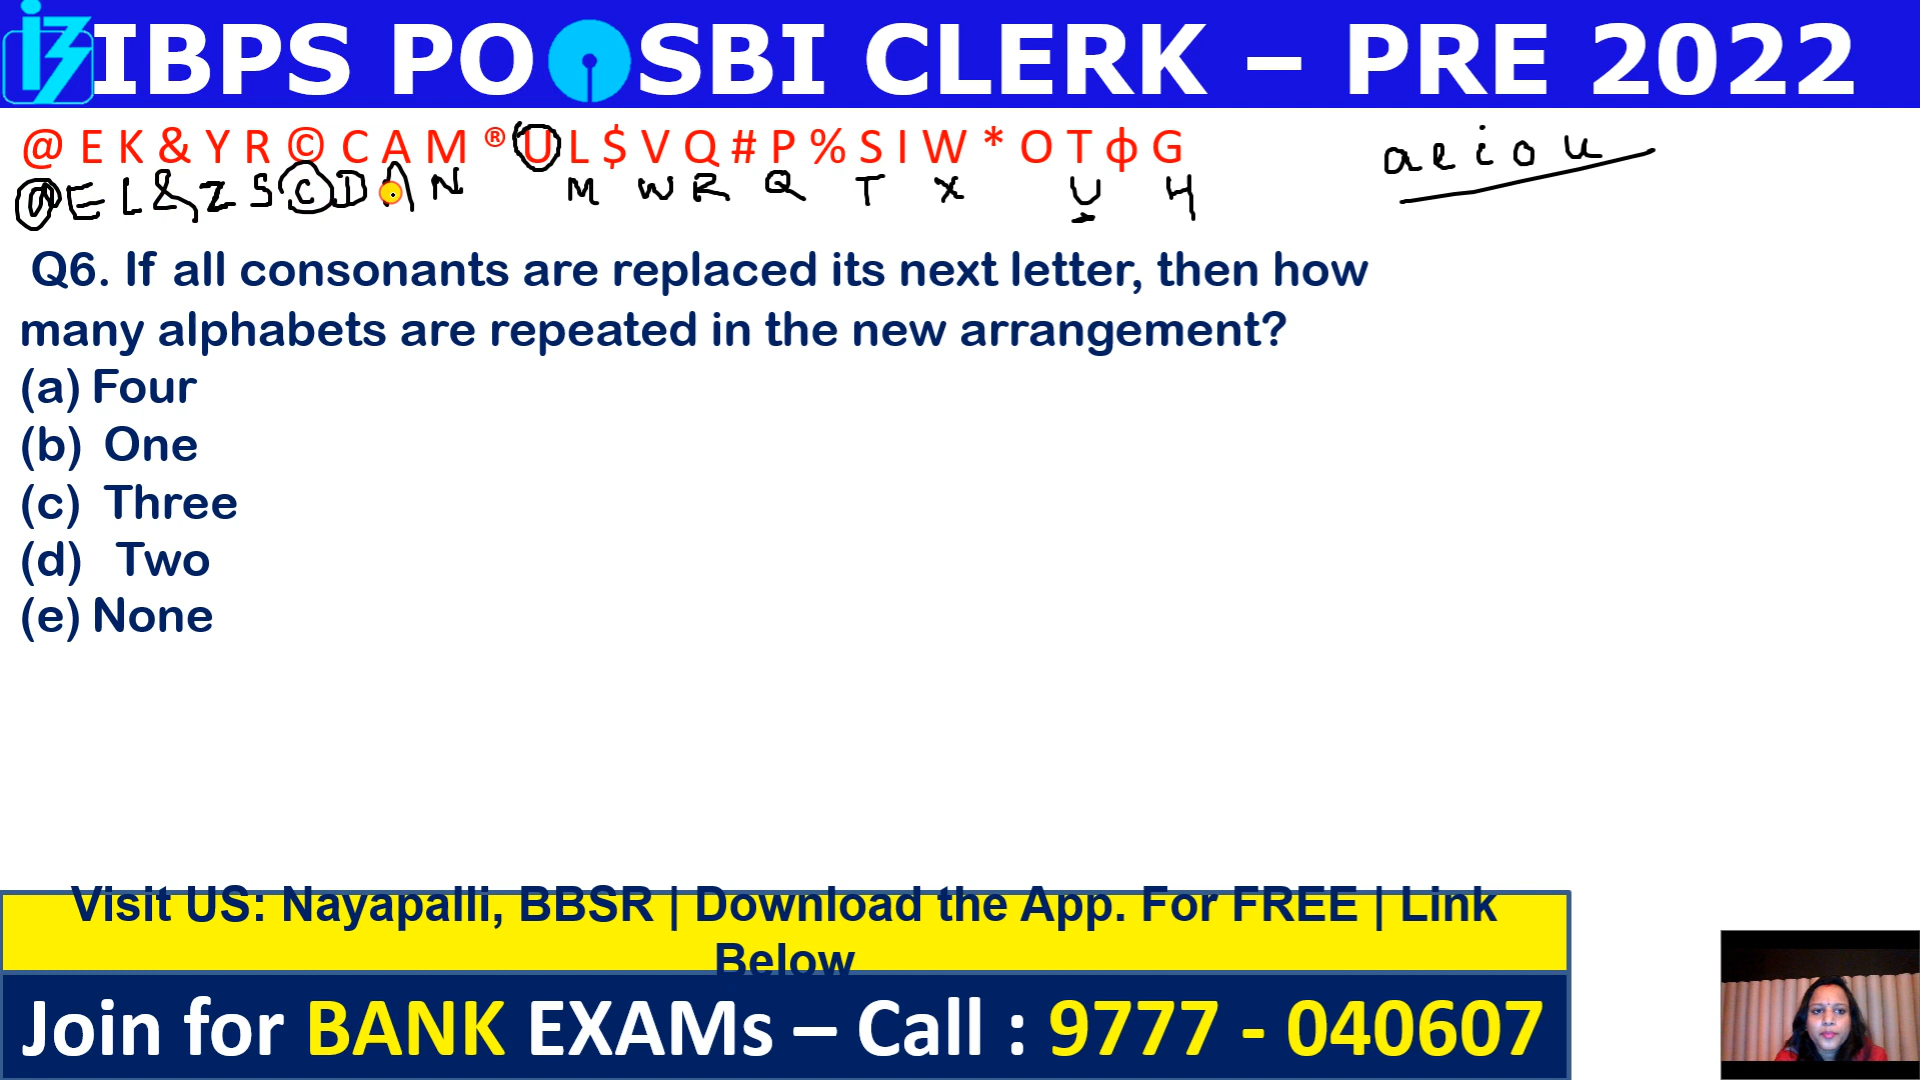 IBPS PO SBI CLERK – PRE 2022
@ E K & Y R © C A M ® U L $ V Q # P % S I W * O T ф G
a e i o u
@ E L & Z S © D A N M W R Q T X U H
Q6. If all consonants are replaced its next letter, then how
many alphabets are repeated in the new arrangement?
(a) Four
(b) One
(c) Three
(d) Two
(e) None
Visit US: Nayapalli, BBSR | Download the App. For FREE | Link
Below
Join for BANK EXAMs – Call : 9777 - 040607